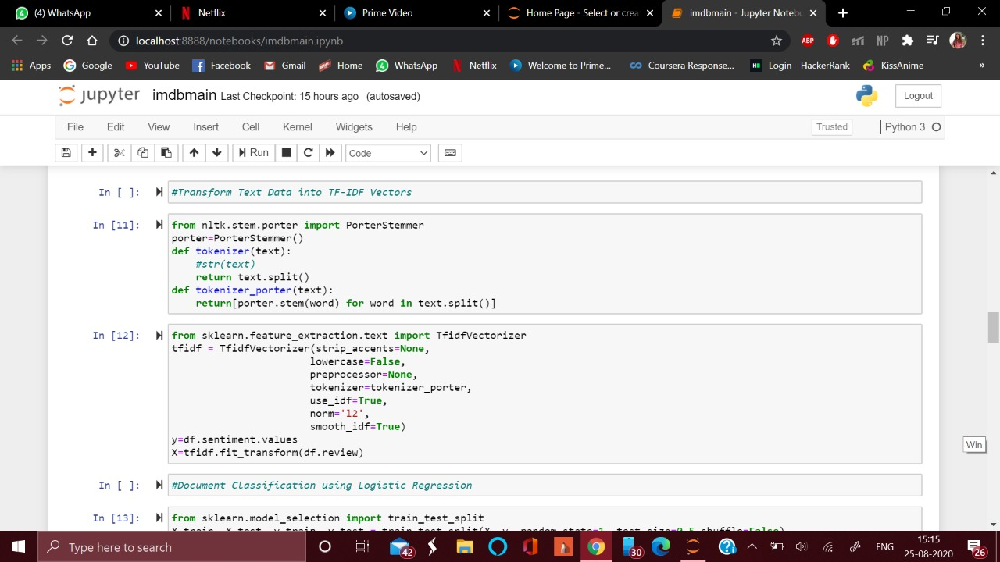 (4) WhatsApp
Netflix
Prime Video
Home Page - Select or crea
imdbmain - Jupyter Notebo
localhost:8888/notebooks/imdbmain.ipynb
ABP
NP
Apps Google YouTube Facebook Gmail Home WhatsApp Netflix Welcome to Prime... Coursera Response... Login - HackerRank KissAnime »
jupyter imdbmain Last Checkpoint: 15 hours ago (autosaved)
Logout
File Edit View Insert Cell Kernel Widgets Help
Trusted
Python 3
Run
Code
In [ ]: #Transform Text Data into TF-IDF Vectors
In [11]: from nltk.stem.porter import PorterStemmer
porter=PorterStemmer()
def tokenizer(text):
    #str(text)
    return text.split()
def tokenizer_porter(text):
    return[porter.stem(word) for word in text.split()]
In [12]: from sklearn.feature_extraction.text import TfidfVectorizer
tfidf = TfidfVectorizer(strip_accents=None,
                       lowercase=False,
                       preprocessor=None,
                       tokenizer=tokenizer_porter,
                       use_idf=True,
                       norm='l2',
                       smooth_idf=True)
y=df.sentiment.values
X=tfidf.fit_transform(df.review)
Win
In [ ]: #Document Classification using Logistic Regression
In [13]: from sklearn.model_selection import train_test_split
Type here to search
42
30
ENG
15:15
25-08-2020
26